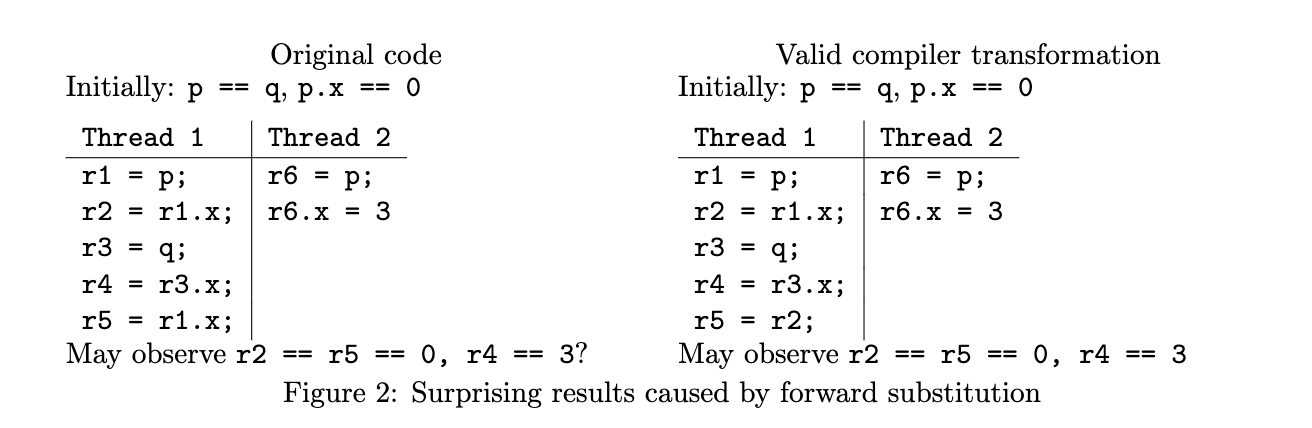 Original code
Initially: p == q, p.x == 0
Thread 1 Thread 2
r1 = p; r6 = p;
r2 = r1.x; r6.x = 3
r3 = q;
r4 = r3.x;
r5 = r1.x;
May observe r2 == r5 == 0, r4 == 3?
Valid compiler transformation
Initially: p == q, p.x == 0
Thread 1 Thread 2
r1 = p; r6 = p;
r2 = r1.x; r6.x = 3
r3 = q;
r4 = r3.x;
r5 = r2;
May observe r2 == r5 == 0, r4 == 3
Figure 2: Surprising results caused by forward substitution